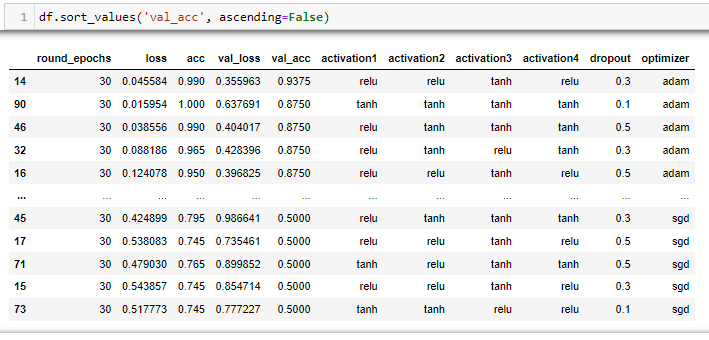 1 df.sort_values('val_acc', ascending=False)
round_epochs loss acc val_loss val_acc activation1 activation2 activation3 activation4 dropout optimizer
14 30 0.045584 0.990 0.355963 0.9375 relu relu tanh relu 0.3 adam
90 30 0.015954 1.000 0.637691 0.8750 tanh tanh tanh tanh 0.1 adam
46 30 0.038556 0.990 0.404017 0.8750 relu tanh tanh tanh 0.5 adam
32 30 0.088186 0.965 0.428396 0.8750 relu tanh relu tanh 0.3 adam
16 30 0.124078 0.950 0.396825 0.8750 relu relu tanh relu 0.5 adam
... ... ... ... ... ... ... ... ... ... ... ...
45 30 0.424899 0.795 0.986641 0.5000 relu tanh tanh tanh 0.3 sgd
17 30 0.538083 0.745 0.735461 0.5000 relu relu tanh relu 0.5 sgd
71 30 0.479030 0.765 0.899852 0.5000 tanh relu tanh tanh 0.5 sgd
15 30 0.543857 0.745 0.854714 0.5000 relu relu tanh relu 0.3 sgd
73 30 0.517773 0.745 0.777227 0.5000 tanh tanh relu relu 0.1 sgd